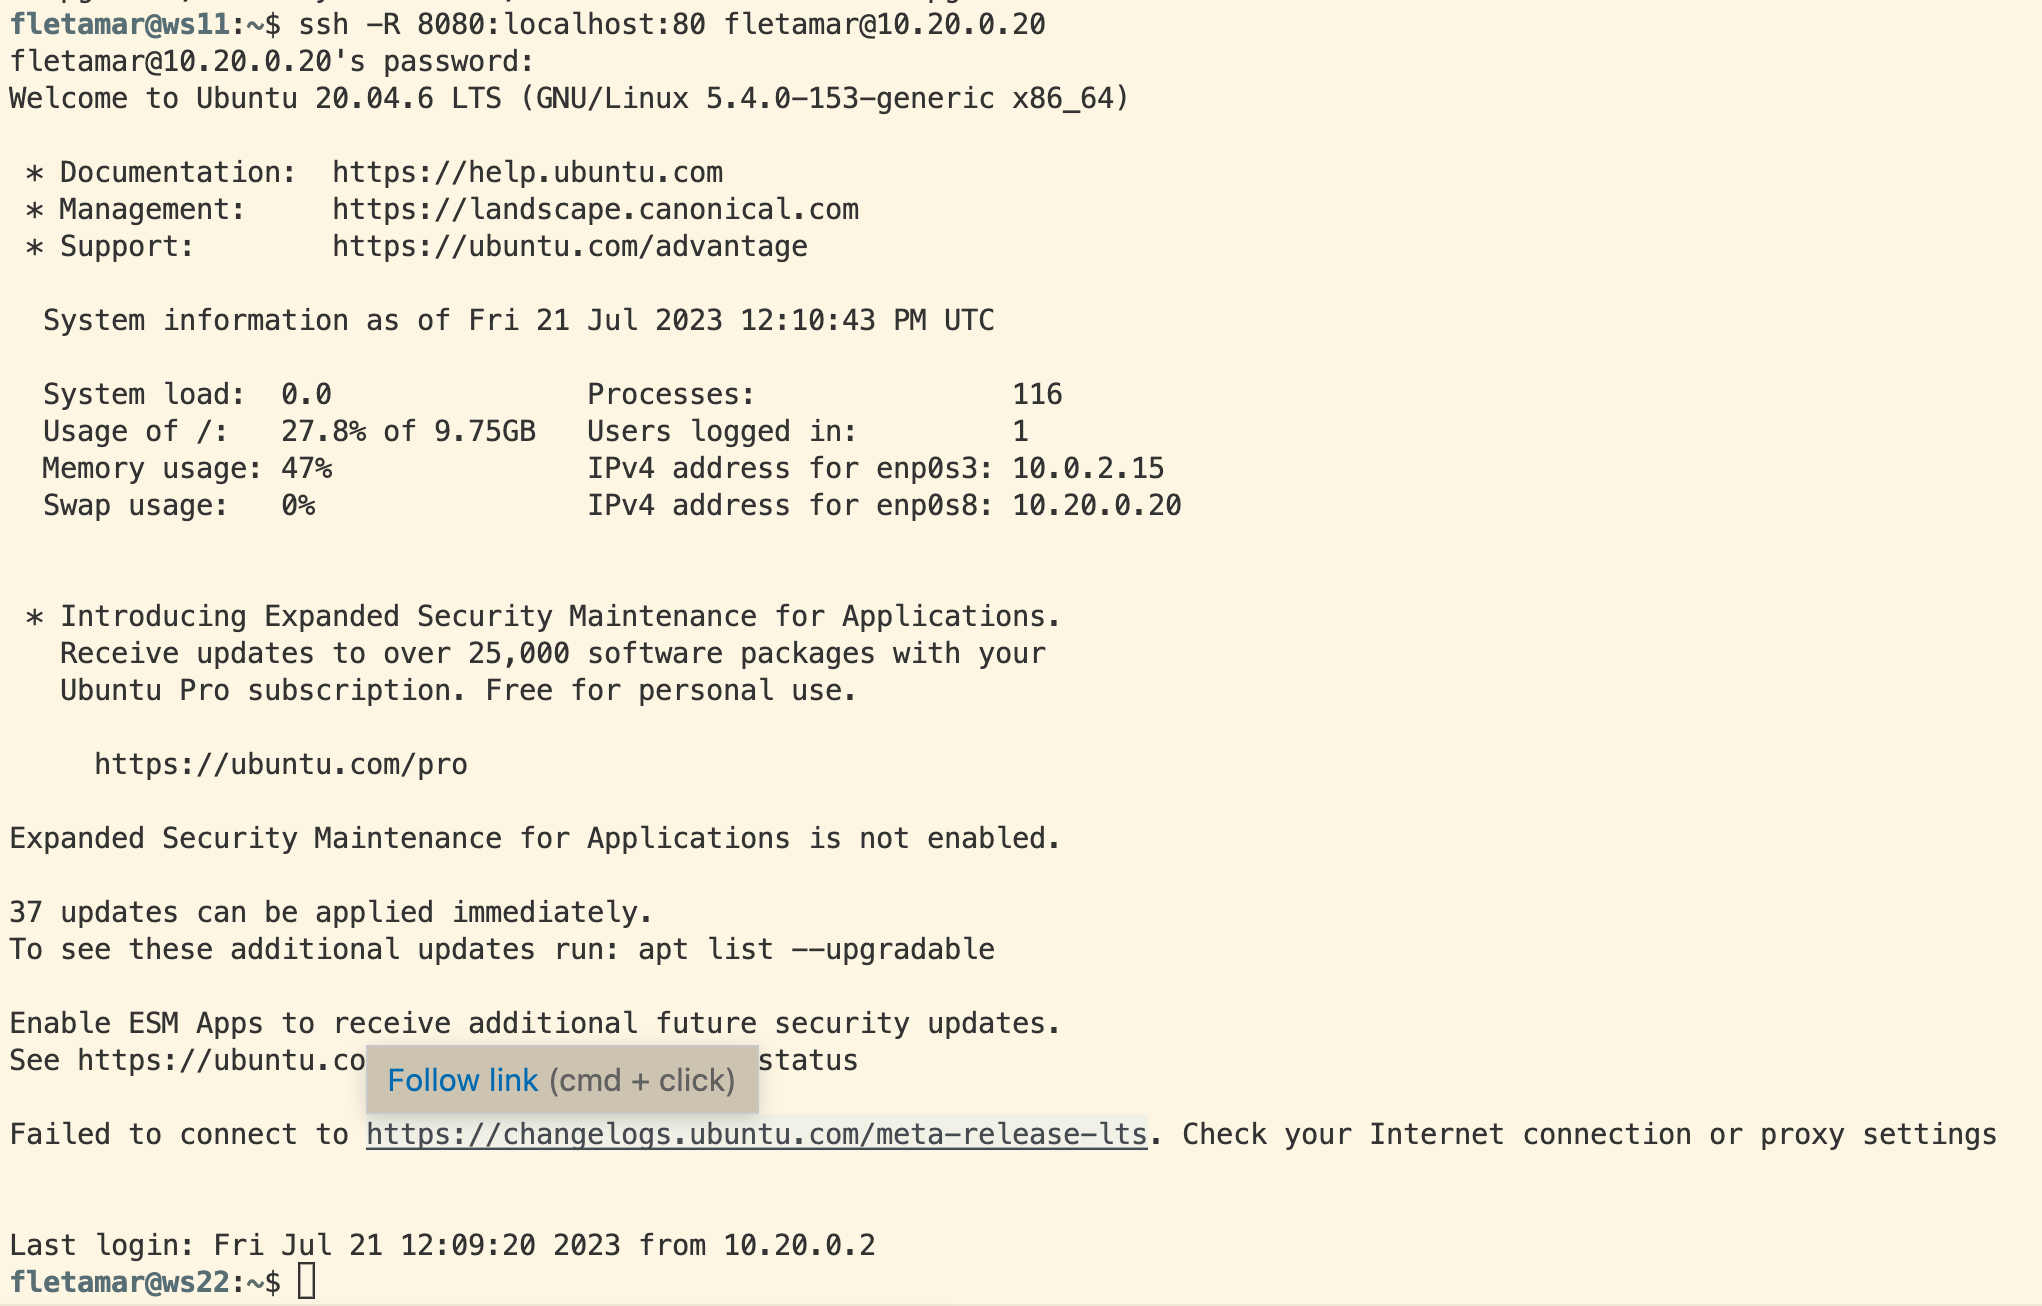 fletamar@ws11:~$ ssh -R 8080:localhost:80 fletamar@10.20.0.20
fletamar@10.20.0.20's password:
Welcome to Ubuntu 20.04.6 LTS (GNU/Linux 5.4.0-153-generic x86_64)

 * Documentation:  https://help.ubuntu.com
 * Management:     https://landscape.canonical.com
 * Support:        https://ubuntu.com/advantage

  System information as of Fri 21 Jul 2023 12:10:43 PM UTC

  System load:  0.0               Processes:               116
  Usage of /:   27.8% of 9.75GB   Users logged in:         1
  Memory usage: 47%               IPv4 address for enp0s3: 10.0.2.15
  Swap usage:   0%                IPv4 address for enp0s8: 10.20.0.20

 * Introducing Expanded Security Maintenance for Applications.
   Receive updates to over 25,000 software packages with your
   Ubuntu Pro subscription. Free for personal use.

     https://ubuntu.com/pro

Expanded Security Maintenance for Applications is not enabled.

37 updates can be applied immediately.
To see these additional updates run: apt list --upgradable

Enable ESM Apps to receive additional future security updates.
See https://ubuntu.co status
Follow link (cmd + click)
Failed to connect to https://changelogs.ubuntu.com/meta-release-lts. Check your Internet connection or proxy settings

Last login: Fri Jul 21 12:09:20 2023 from 10.20.0.2
fletamar@ws22:~$